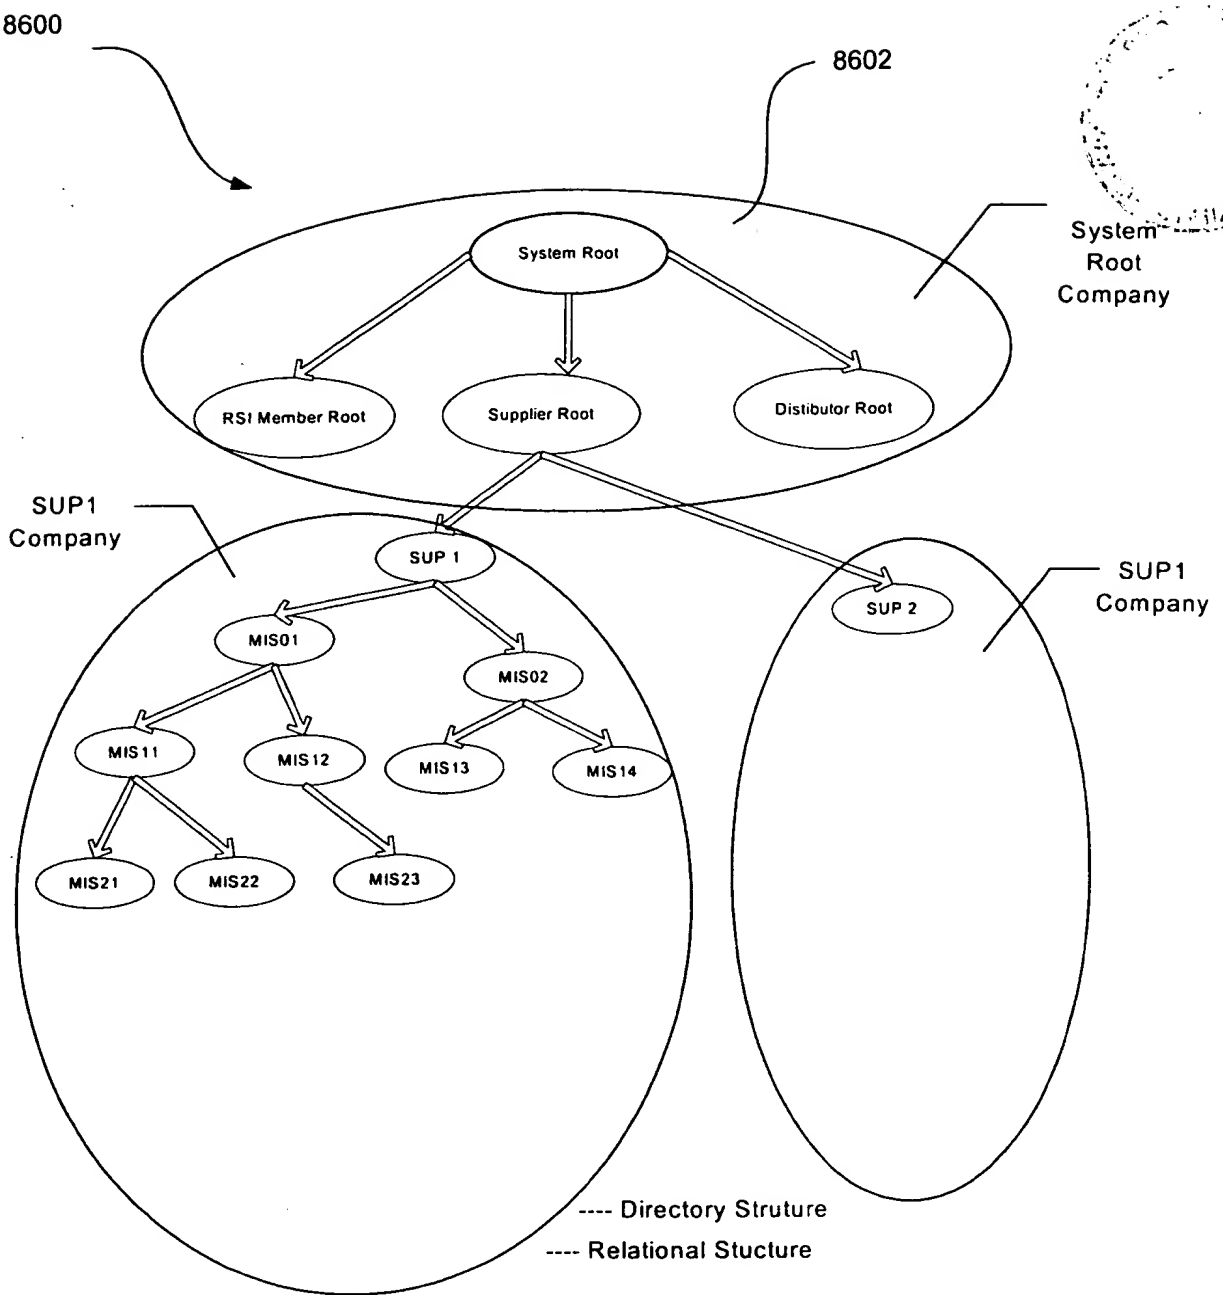 8600
8602
System
Root
Company
System Root
RSI Member Root
Supplier Root
Distibutor Root
SUP1
Company
SUP 1
SUP1
Company
SUP 2
MIS01
MIS02
MIS11
MIS12
MIS13
MIS14
MIS21
MIS22
MIS23
---- Directory Struture
---- Relational Stucture